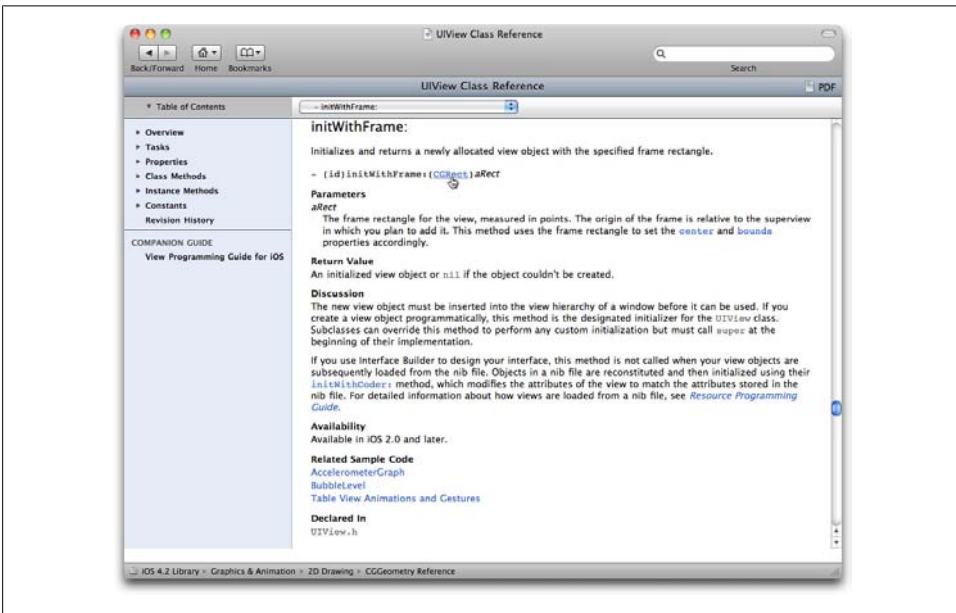 UIView Class Reference
Back/Forward Home Bookmarks
Search
UIView Class Reference
PDF
Table of Contents
- initWithFrame:
Overview
Tasks
Properties
Class Methods
Instance Methods
Constants
Revision History
COMPANION GUIDE
View Programming Guide for iOS
initWithFrame:
Initializes and returns a newly allocated view object with the specified frame rectangle.
- (id)initWithFrame:(CGRect)aRect
Parameters
aRect
The frame rectangle for the view, measured in points. The origin of the frame is relative to the superview
in which you plan to add it. This method uses the frame rectangle to set the center and bounds
properties accordingly.
Return Value
An initialized view object or nil if the object couldn't be created.
Discussion
The new view object must be inserted into the view hierarchy of a window before it can be used. If you
create a view object programmatically, this method is the designated initializer for the UIView class.
Subclasses can override this method to perform any custom initialization but must call super at the
beginning of their implementation.
If you use Interface Builder to design your interface, this method is not called when your view objects are
subsequently loaded from the nib file. Objects in a nib file are reconstituted and then initialized using their
initWithCoder: method, which modifies the attributes of the view to match the attributes stored in the
nib file. For detailed information about how views are loaded from a nib file, see Resource Programming
Guide.
Availability
Available in iOS 2.0 and later.
Related Sample Code
AccelerometerGraph
BubbleLevel
Table View Animations and Gestures
Declared In
UIView.h
iOS 4.2 Library Graphics & Animation 2D Drawing CGGeometry Reference